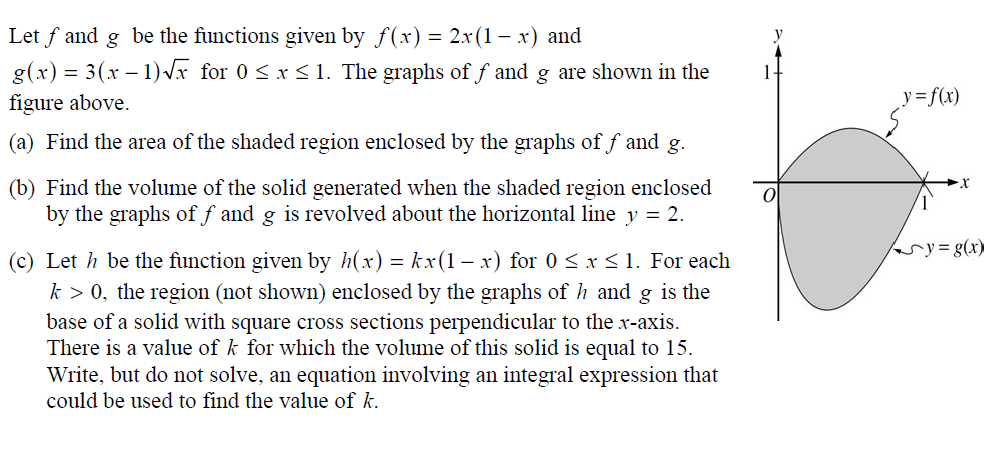 Let f and g be the functions given by f(x) = 2x(1 − x) and
g(x) = 3(x − 1)√x for 0 ≤ x ≤ 1. The graphs of f and g are shown in the
figure above.
(a) Find the area of the shaded region enclosed by the graphs of f and g.
(b) Find the volume of the solid generated when the shaded region enclosed
by the graphs of f and g is revolved about the horizontal line y = 2.
(c) Let h be the function given by h(x) = kx(1 − x) for 0 ≤ x ≤ 1. For each
k > 0, the region (not shown) enclosed by the graphs of h and g is the
base of a solid with square cross sections perpendicular to the x-axis.
There is a value of k for which the volume of this solid is equal to 15.
Write, but do not solve, an equation involving an integral expression that
could be used to find the value of k.
y
1
y = f(x)
x
O
1
y = g(x)